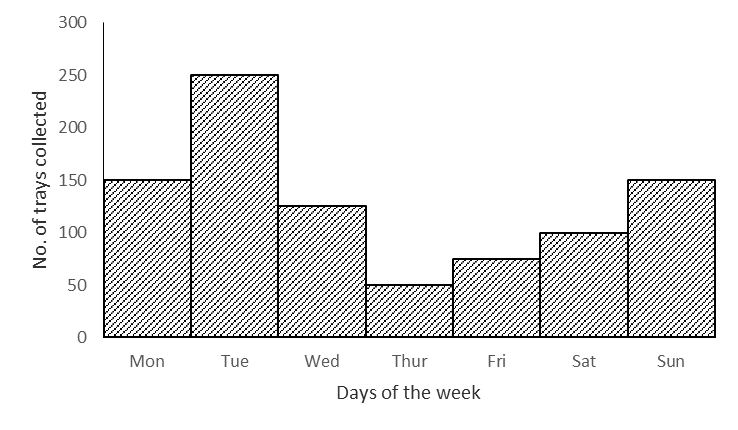 300
250
200
150
100
50
0
No. of trays collected
Mon Tue Wed Thur Fri Sat Sun
Days of the week